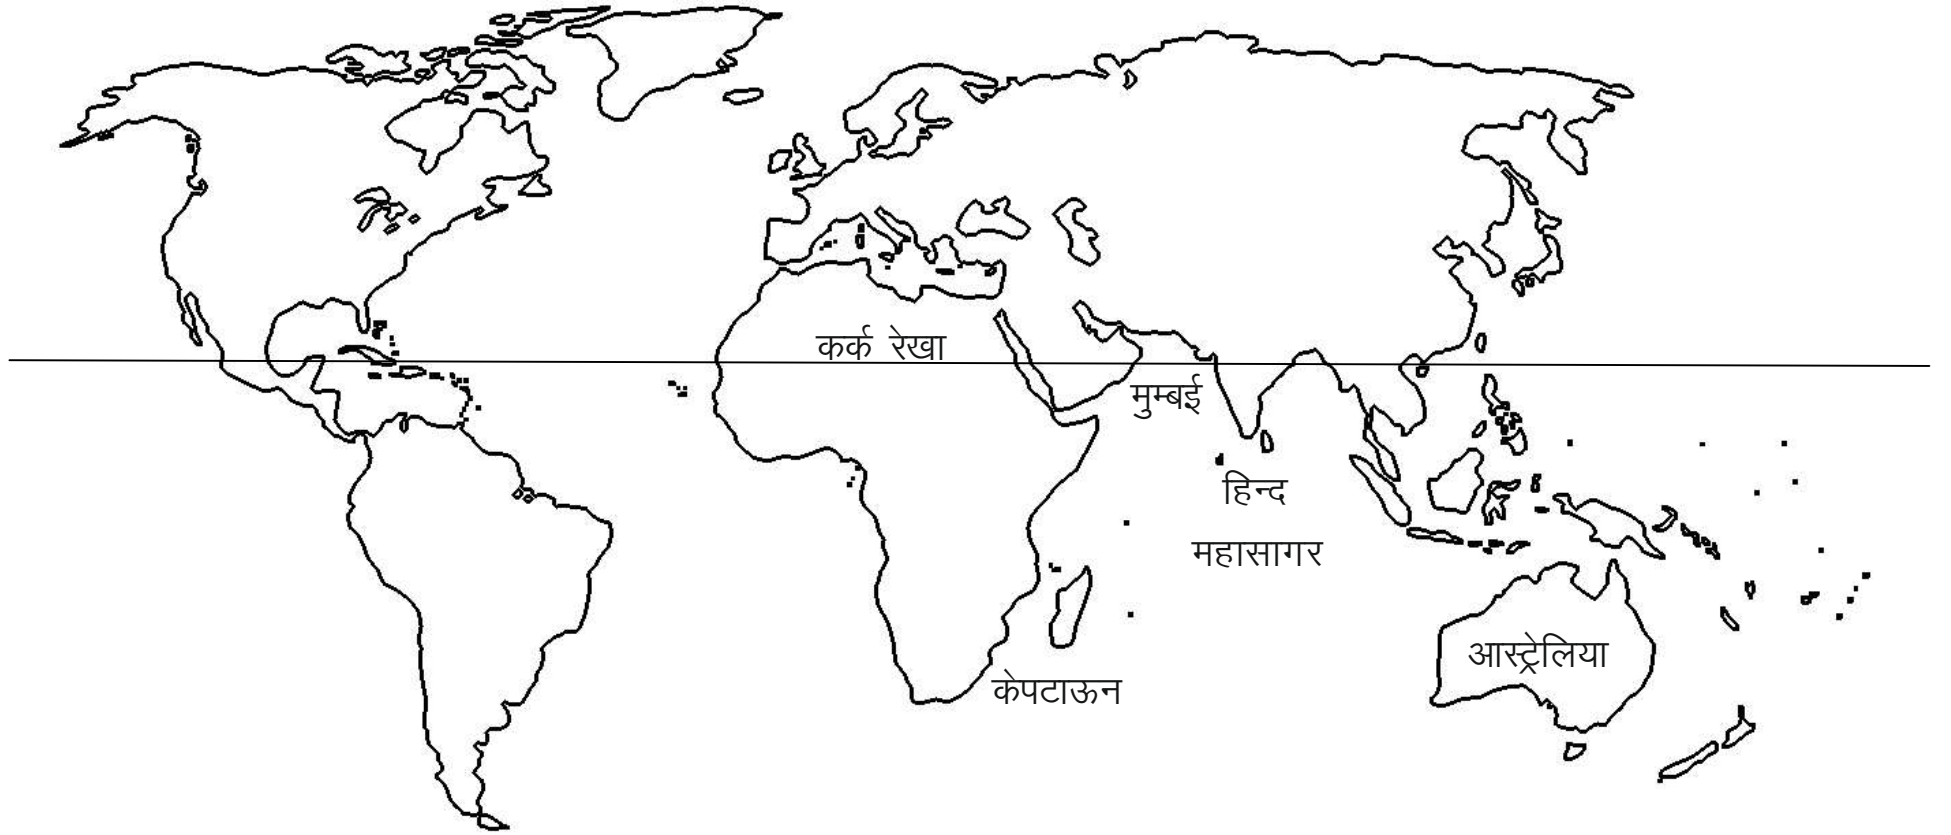 कर्क रेखा
मुम्बई
हिन्द
महासागर
आस्ट्रेलिया
केपटाऊन